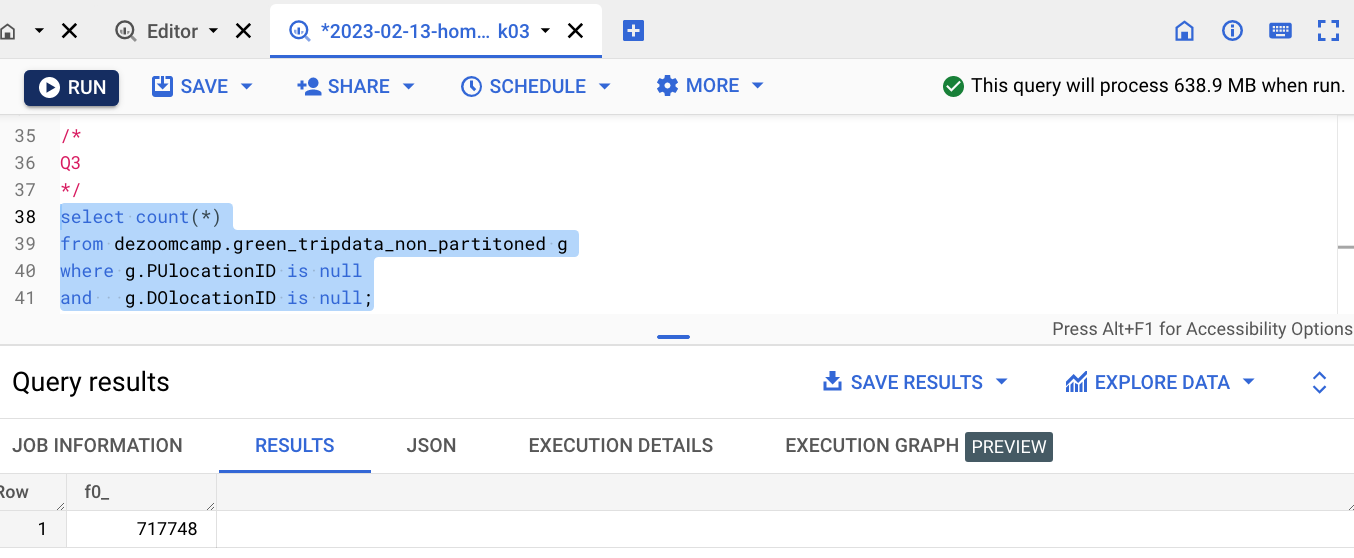 Editor
*2023-02-13-hom... k03
RUN
SAVE
SHARE
SCHEDULE
MORE
This query will process 638.9 MB when run.
35 /*
36 Q3
37 */
38 select count(*)
39 from dezoomcamp.green_tripdata_non_partitoned g
40 where g.PUlocationID is null
41 and   g.DOlocationID is null;
Press Alt+F1 for Accessibility Options
Query results
SAVE RESULTS
EXPLORE DATA
JOB INFORMATION
RESULTS
JSON
EXECUTION DETAILS
EXECUTION GRAPH PREVIEW
Row f0_
1 717748